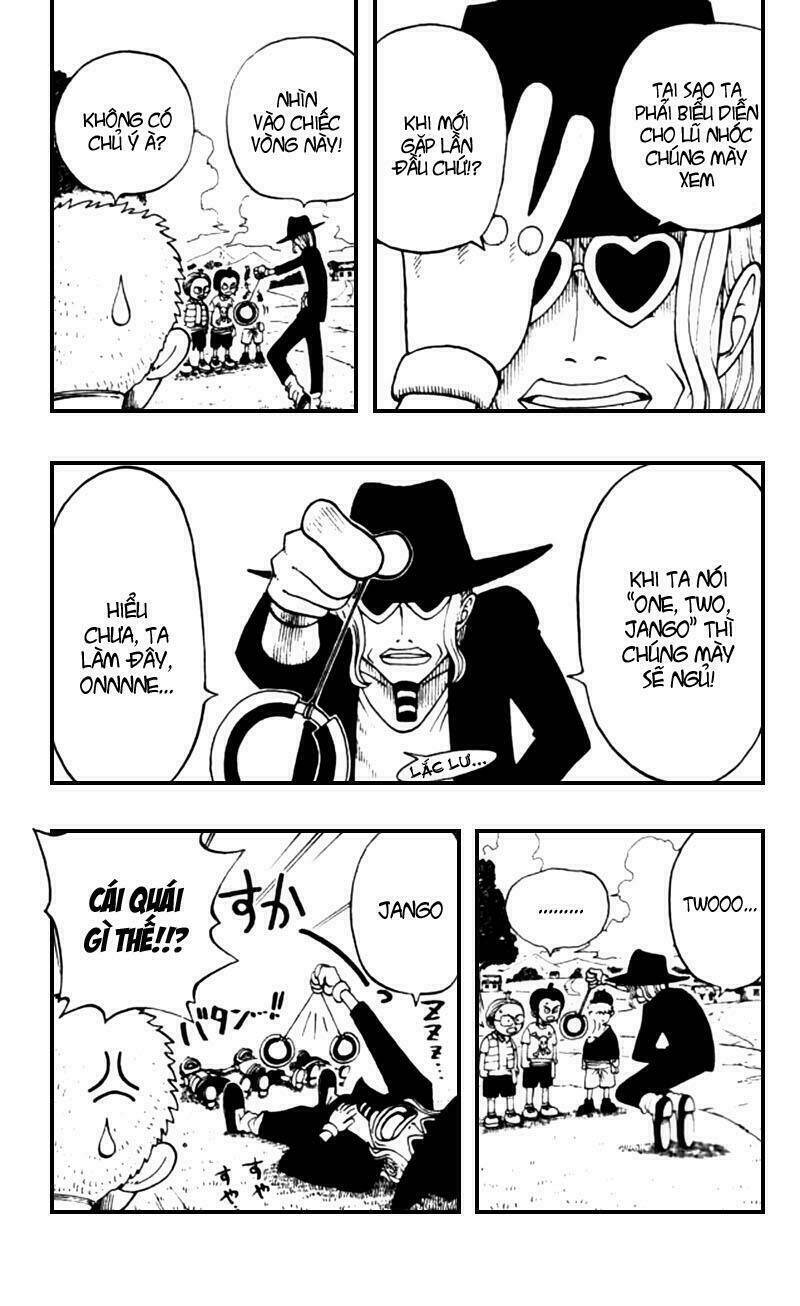 TẠI SAO TA
PHẢI BIỂU DIỄN
CHO LŨ NHÓC
CHÚNG MÀY
XEM
KHI MỚI
GẶP LẦN
ĐẦU CHỨ!?
NHÌN
VÀO CHIẾC
VÒNG NÀY!
KHÔNG CÓ
CHỦ Ý À?
KHI TA NÓI
"ONE, TWO,
JANGO" THÌ
CHÚNG MÀY
SẼ NGỦ!
HIỂU
CHƯA, TA
LÀM ĐÂY,
ONNNNE...
LẮC LƯ...
TWOOO...
.........
JANGO
CÁI QUÁI
GÌ THẾ!!!?
すかーっ
バタン…!!
Zzzz
すや
すや